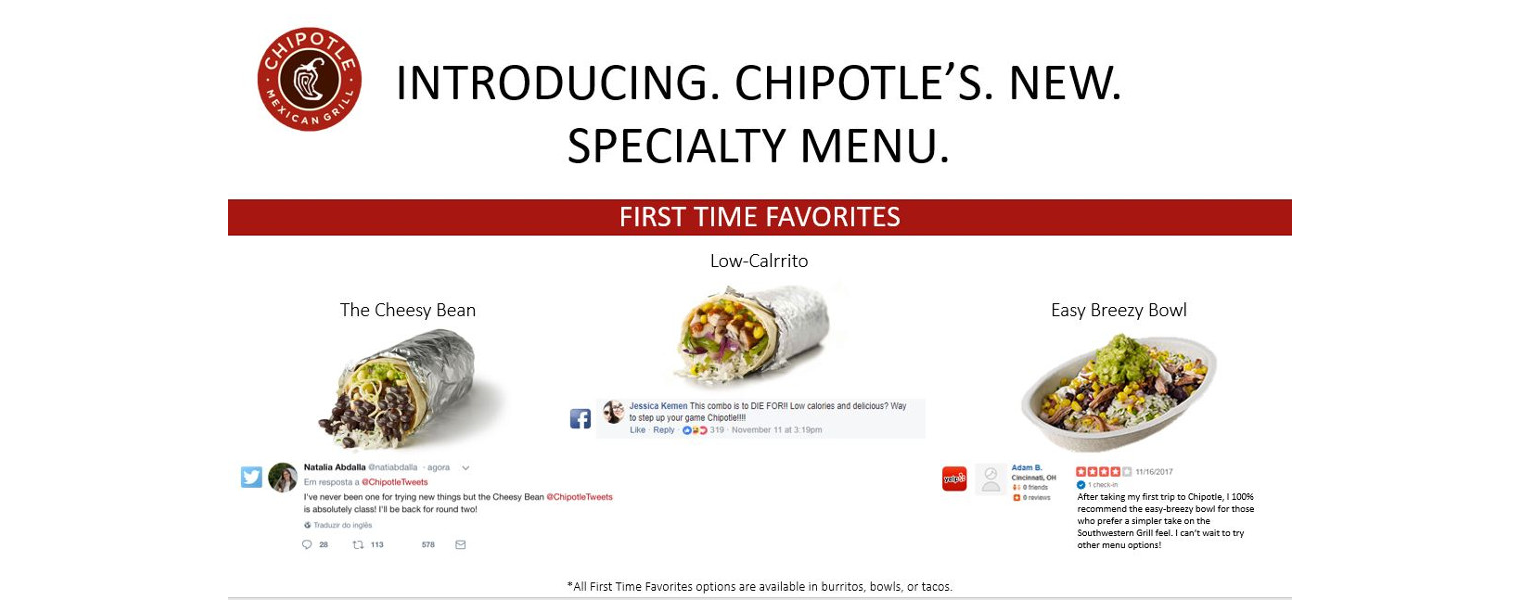 CHIPOTLE
MEXICAN GRILL
INTRODUCING. CHIPOTLE’S. NEW.
SPECIALTY MENU.
FIRST TIME FAVORITES
Low-Calrrito
The Cheesy Bean
Easy Breezy Bowl
Jessica Kemen This combo is to DIE FOR!! Low calories and delicious? Way
to step up your game Chipotle!!!!
Like · Reply · 319 · November 11 at 3:19pm
Natalia Abdalla @natiabdalla · agora
Em resposta a @ChipotleTweets
I've never been one for trying new things but the Cheesy Bean @ChipotleTweets
is absolutely class! I'll be back for round two!
Traduzir do inglês
28 113 578
yelp
Adam B.
Cincinnati, OH
0 friends
9 reviews
11/16/2017
1 check-in
After taking my first trip to Chipotle, I 100%
recommend the easy-breezy bowl for those
who prefer a simpler take on the
Southwestern Grill feel. I can't wait to try
other menu options!
*All First Time Favorites options are available in burritos, bowls, or tacos.